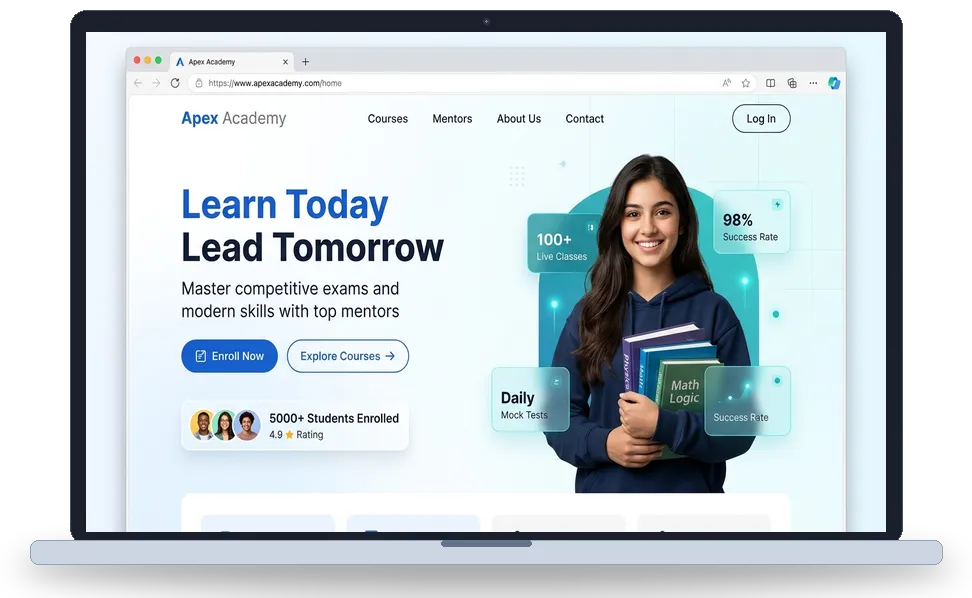 Apex Academy
https://www.apexacademy.com/home
Apex Academy
Courses
Mentors
About Us
Contact
Log In
Learn Today
Lead Tomorrow
Master competitive exams and
modern skills with top mentors
Enroll Now
Explore Courses →
5000+ Students Enrolled
4.9 ★ Rating
100+
Live Classes
98%
Success Rate
Daily
Mock Tests
Physics
Math
Logic
Success Rate